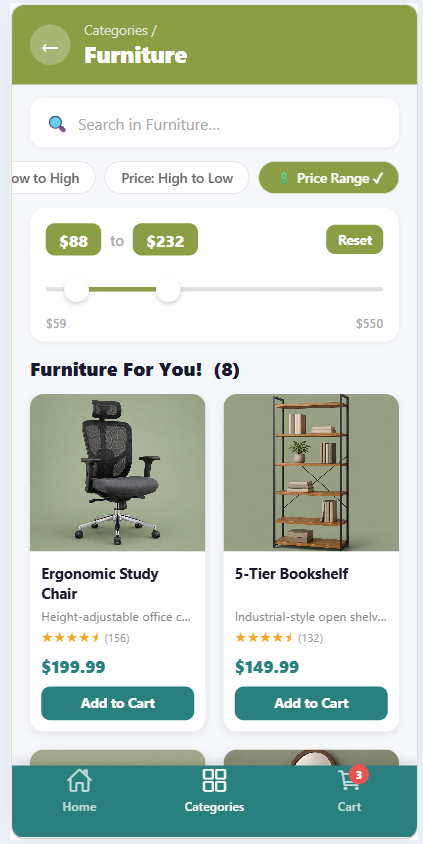 Categories /
← Furniture
Search in Furniture...
ow to High
Price: High to Low
Price Range ✓
$88 to $232
Reset
$59
$550
Furniture For You! (8)
Ergonomic Study
Chair
Height-adjustable office c...
★★★★ (156)
$199.99
Add to Cart
5-Tier Bookshelf
Industrial-style open shelv...
★★★★ (132)
$149.99
Add to Cart
Home
Categories
3
Cart